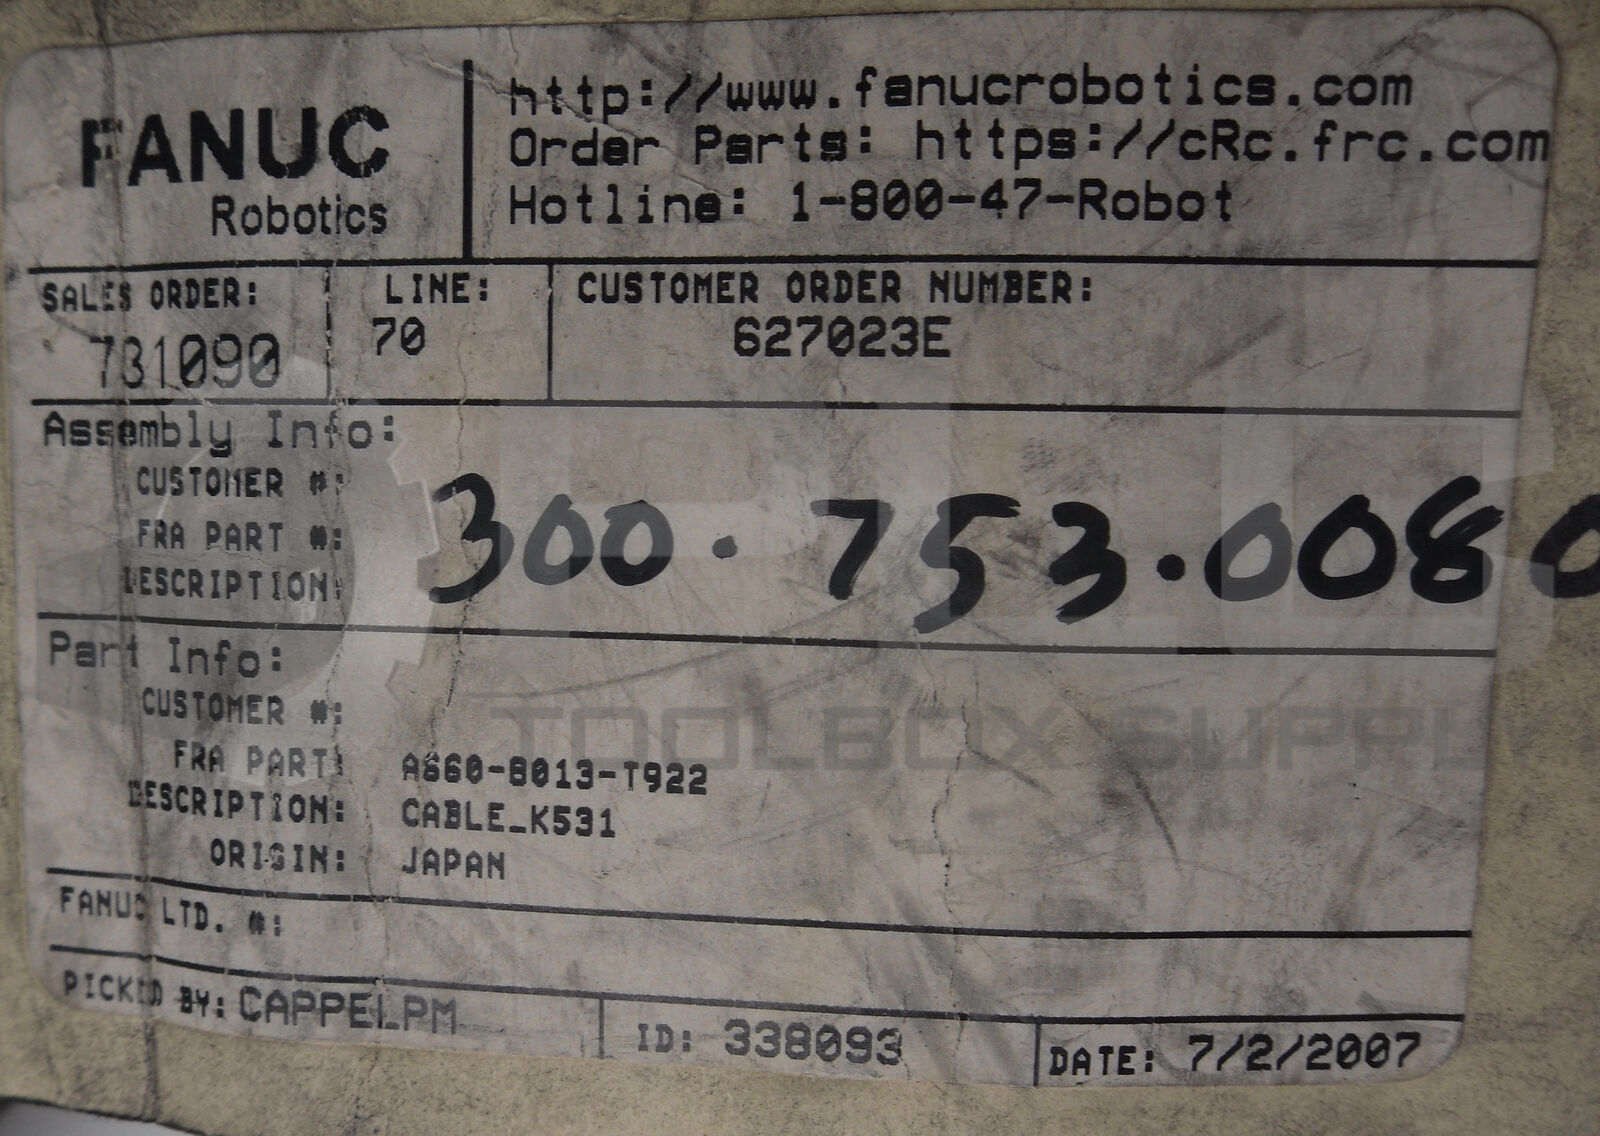 FANUC
Robotics
http://www.fanucrobotics.com
Order Parts: https://cRc.frc.com
Hotline: 1-800-47-Robot
SALES ORDER:
731090
LINE:
70
CUSTOMER ORDER NUMBER:
627023E
Assembly Info:
CUSTOMER #:
FRA PART #:
DESCRIPTION:
300.753.0080
Part Info:
CUSTOMER #:
FRA PART: A660-8013-T922
DESCRIPTION: CABLE_K531
ORIGIN: JAPAN
TOOLBOX SUPPL
FANUC LTD. #:
PICKED BY: CAPPELPM
ID: 338093
DATE: 7/2/2007